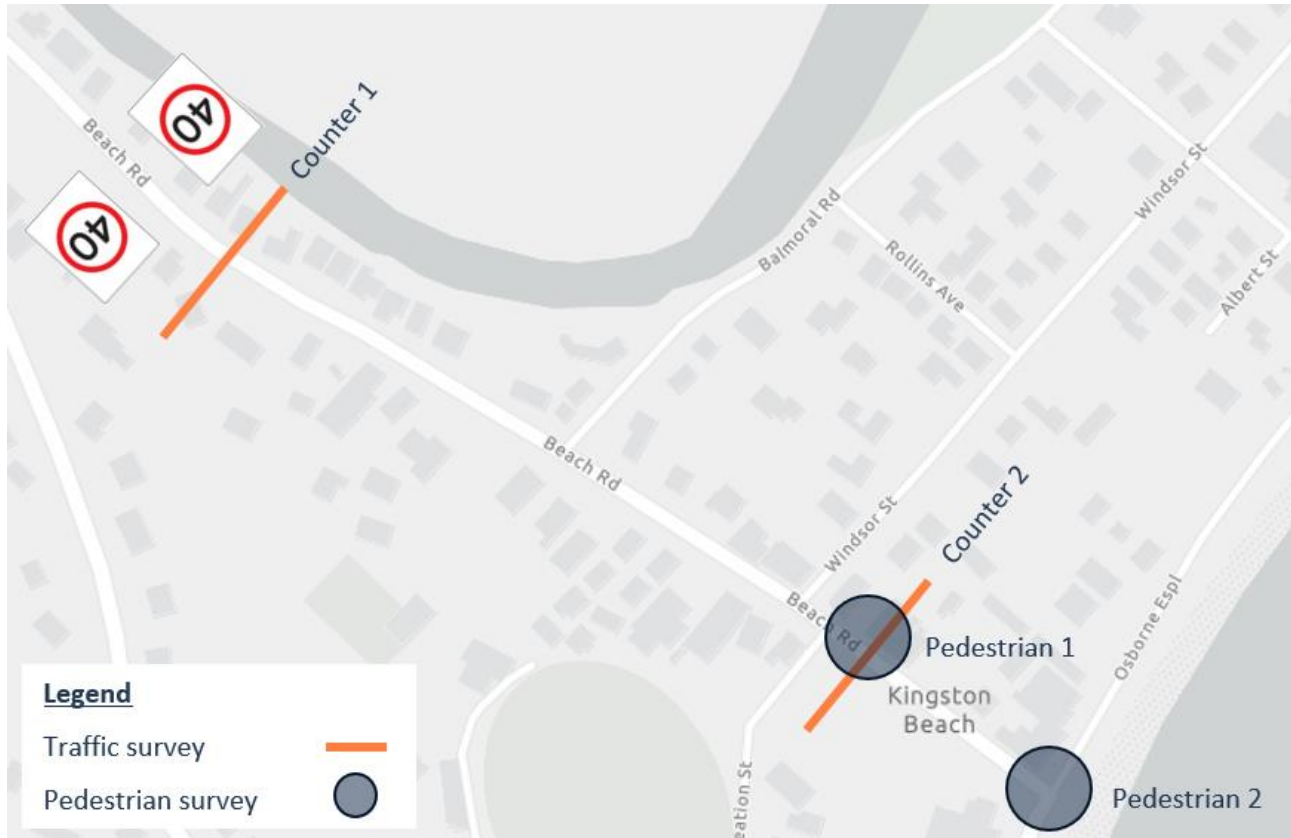 40
Counter 1
Beach Rd
40
Balmoral Rd
Rollins Ave
Windsor St
Albert St
Beach Rd
Windsor St
Counter 2
Beach Rd
Pedestrian 1
Osborne Espl
Kingston
Beach
eation St
Pedestrian 2
Legend
Traffic survey
Pedestrian survey